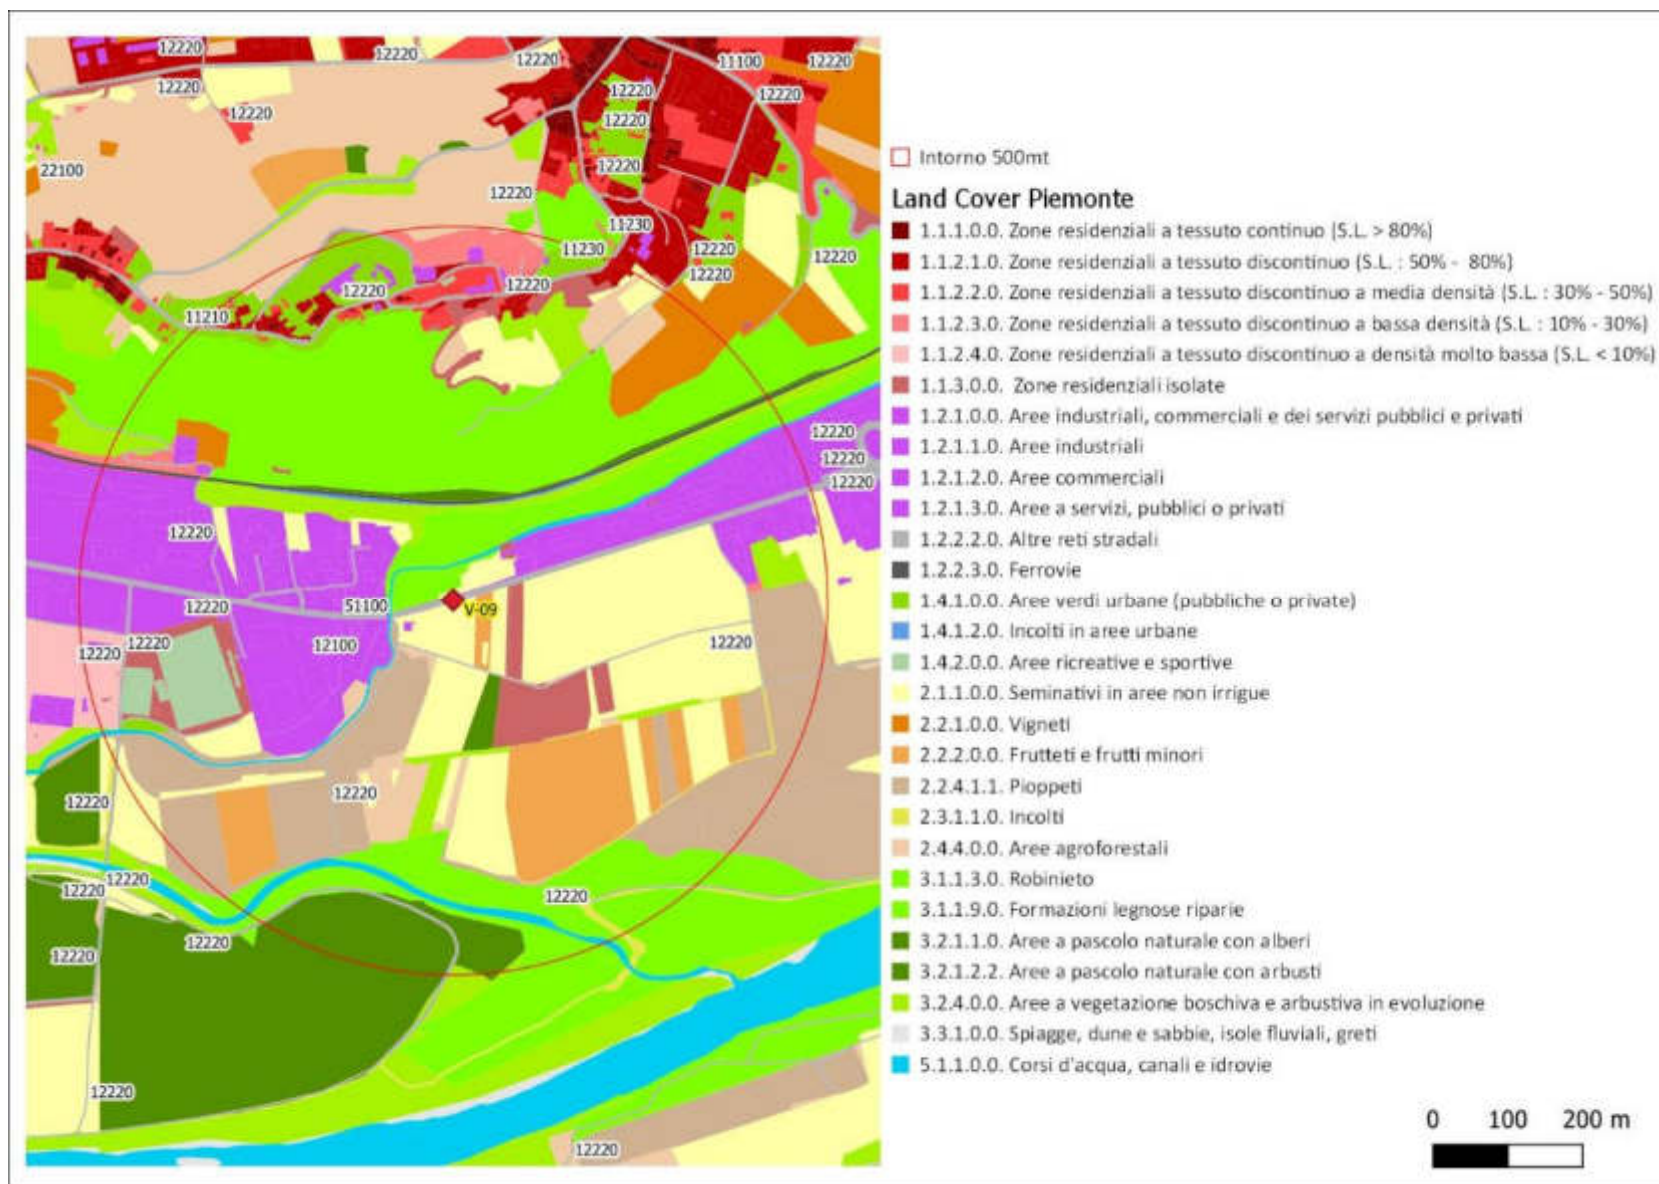 12220
12220
12220
11100
12220
12220
12220
12220
12220
12220
22100
12220
12220
11230
11230
12220
12220
12220
12220
12220
11210
12220
12220
12220
12220
12220
51100
V-09
12220
12220
12220
12100
12220
12220
12220
12220
12220
12220
12220
12220
12220
12220
Intorno 500mt
Land Cover Piemonte
1.1.1.0.0. Zone residenziali a tessuto continuo (S.L. > 80%)
1.1.2.1.0. Zone residenziali a tessuto discontinuo (S.L. : 50% - 80%)
1.1.2.2.0. Zone residenziali a tessuto discontinuo a media densità (S.L. : 30% - 50%)
1.1.2.3.0. Zone residenziali a tessuto discontinuo a bassa densità (S.L. : 10% - 30%)
1.1.2.4.0. Zone residenziali a tessuto discontinuo a densità molto bassa (S.L. < 10%)
1.1.3.0.0. Zone residenziali isolate
1.2.1.0.0. Aree industriali, commerciali e dei servizi pubblici e privati
1.2.1.1.0. Aree industriali
1.2.1.2.0. Aree commerciali
1.2.1.3.0. Aree a servizi, pubblici o privati
1.2.2.2.0. Altre reti stradali
1.2.2.3.0. Ferrovie
1.4.1.0.0. Aree verdi urbane (pubbliche o private)
1.4.1.2.0. Incolti in aree urbane
1.4.2.0.0. Aree ricreative e sportive
2.1.1.0.0. Seminativi in aree non irrigue
2.2.1.0.0. Vigneti
2.2.2.0.0. Frutteti e frutti minori
2.2.4.1.1. Pioppeti
2.3.1.1.0. Incolti
2.4.4.0.0. Aree agroforestali
3.1.1.3.0. Robinieto
3.1.1.9.0. Formazioni legnose riparie
3.2.1.1.0. Aree a pascolo naturale con alberi
3.2.1.2.2. Aree a pascolo naturale con arbusti
3.2.4.0.0. Aree a vegetazione boschiva e arbustiva in evoluzione
3.3.1.0.0. Spiagge, dune e sabbie, isole fluviali, greti
5.1.1.0.0. Corsi d'acqua, canali e idrovie
0 100 200 m